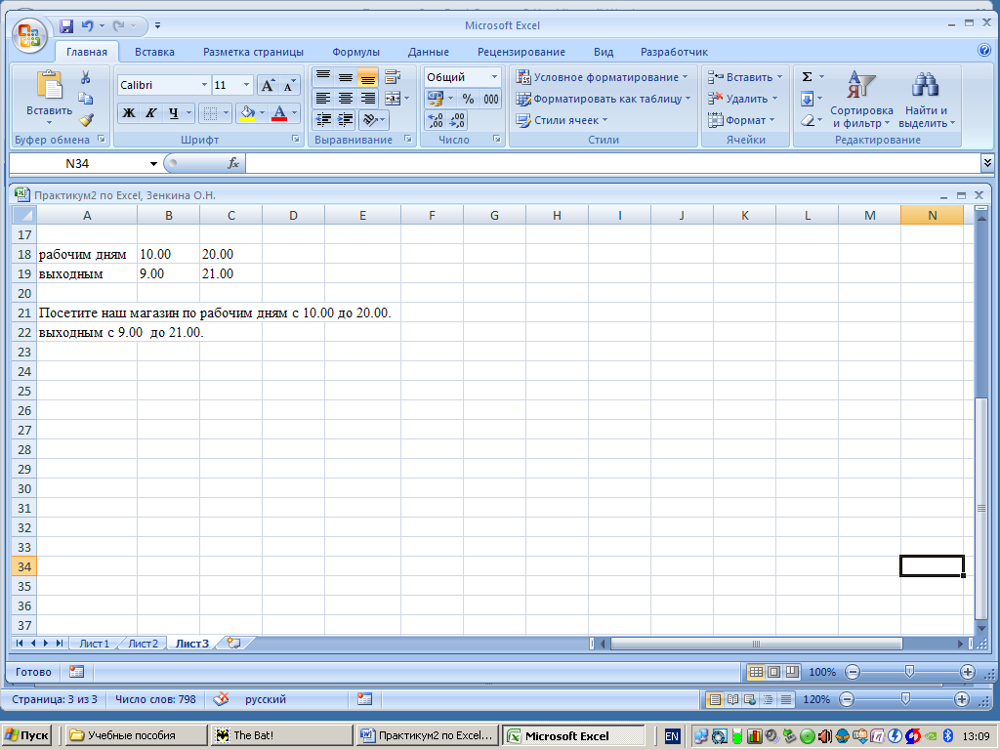 Microsoft Excel
Главная Вставка Разметка страницы Формулы Данные Рецензирование Вид Разработчик
Calibri 11 Общий Условное форматирование Вставить Σ
Вставить Ж К Ч А % 000 Форматировать как таблицу Удалить Сортировка и фильтр Найти и выделить
Стили ячеек Формат
Буфер обмена Шрифт Выравнивание Число Стили Ячейки Редактирование
N34 fx
Практикум2 по Excel, Зенкина О.Н.
A B C D E F G H I J K L M N
17
18 рабочим дням 10.00 20.00
19 выходным 9.00 21.00
20
21 Посетите наш магазин по рабочим дням с 10.00 до 20.00.
22 выходным с 9.00 до 21.00.
23
24
25
26
27
28
29
30
31
32
33
34
35
36
37
Лист1 Лист2 Лист3
Готово 100%
Страница: 3 из 3 Число слов: 798 русский 120%
Пуск Учебные пособия The Bat! Практикум2 по Excel... Microsoft Excel EN 13:09